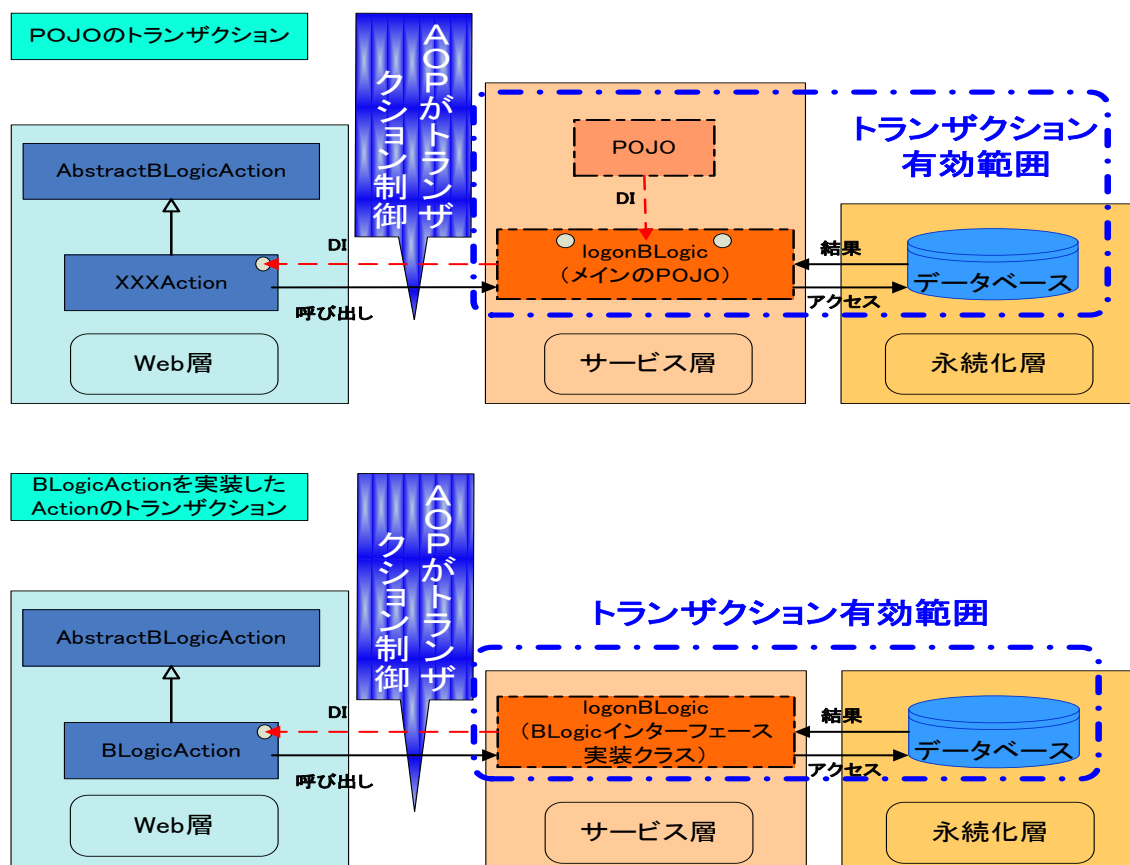 POJOのトランザクション
AOPがトランザ
クション制御
トランザクション
有効範囲
AbstractBLogicAction
POJO
DI
DI
logonBLogic
（メインのPOJO）
結果
XXXAction
データベース
呼び出し
アクセス
Web層
サービス層
永続化層
BLogicActionを実装した
Actionのトランザクション
AOPがトランザ
クション制御
トランザクション有効範囲
AbstractBLogicAction
DI
logonBLogic
（BLogicインターフェース
実装クラス）
結果
BLogicAction
データベース
呼び出し
アクセス
Web層
サービス層
永続化層